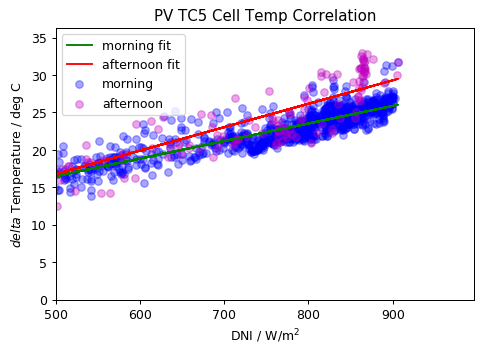 PV TC5 Cell Temp Correlation
morning fit
afternoon fit
morning
afternoon
delta Temperature / deg C
35
30
25
20
15
10
5
0
500
600
700
800
900
DNI / W/m²